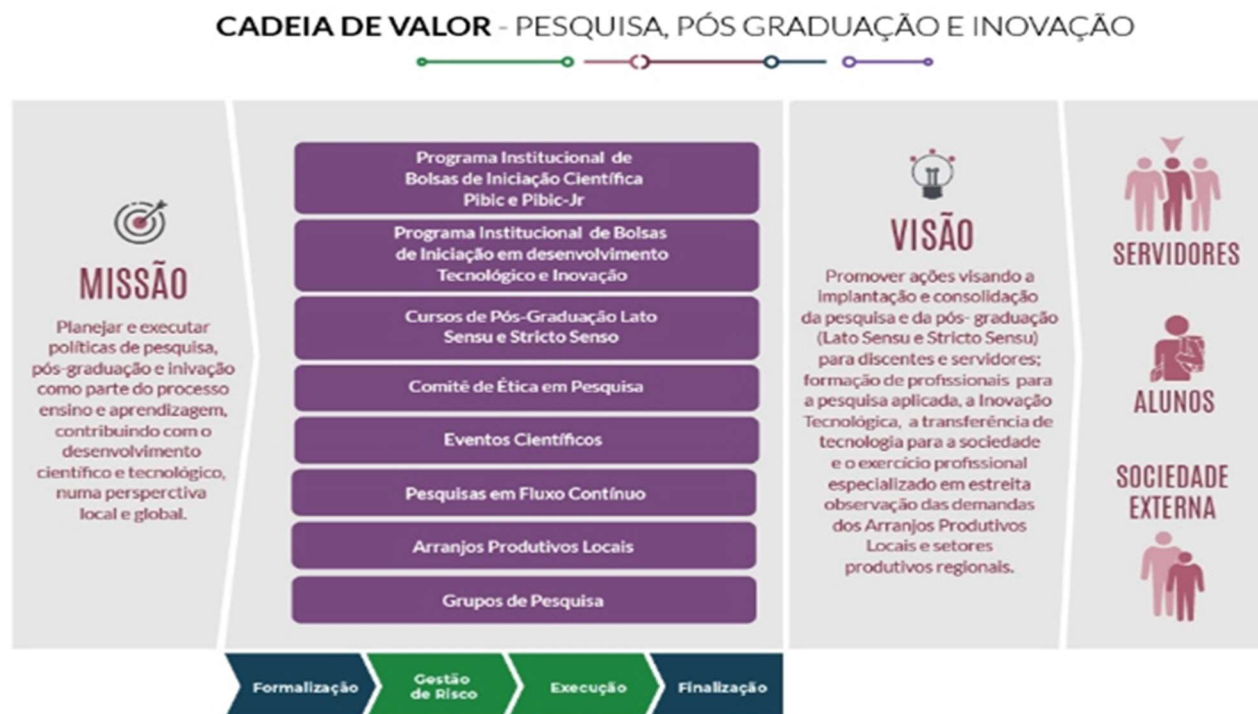 CADEIA DE VALOR - PESQUISA, PÓS GRADUAÇÃO E INOVAÇÃO
MISSÃO
Planejar e executar
políticas de pesquisa,
pós-graduação e inivação
como parte do processo
ensino e aprendizagem,
contribuindo com o
desenvolvimento
científico e tecnológico,
numa persperctiva
local e global.
Programa Institucional de
Bolsas de Iniciação Científica
Pibic e Pibic-Jr
Programa Institucional de Bolsas
de Iniciação em desenvolvimento
Tecnológico e Inovação
Cursos de Pós-Graduação Lato
Sensu e Stricto Senso
Comitê de Ética em Pesquisa
Eventos Científicos
Pesquisas em Fluxo Contínuo
Arranjos Produtivos Locais
Grupos de Pesquisa
Formalização
Gestão
de Risco
Execução
Finalização
VISÃO
Promover ações visando a
implantação e consolidação
da pesquisa e da pós- graduação
(Lato Sensu e Stricto Sensu)
para discentes e servidores;
formação de profissionais para
a pesquisa aplicada, a Inovação
Tecnológica, a transferência de
tecnologia para a sociedade
e o exercício profissional
especializado em estreita
observação das demandas
dos Arranjos Produtivos
Locais e setores
produtivos regionais.
SERVIDORES
ALUNOS
SOCIEDADE
EXTERNA